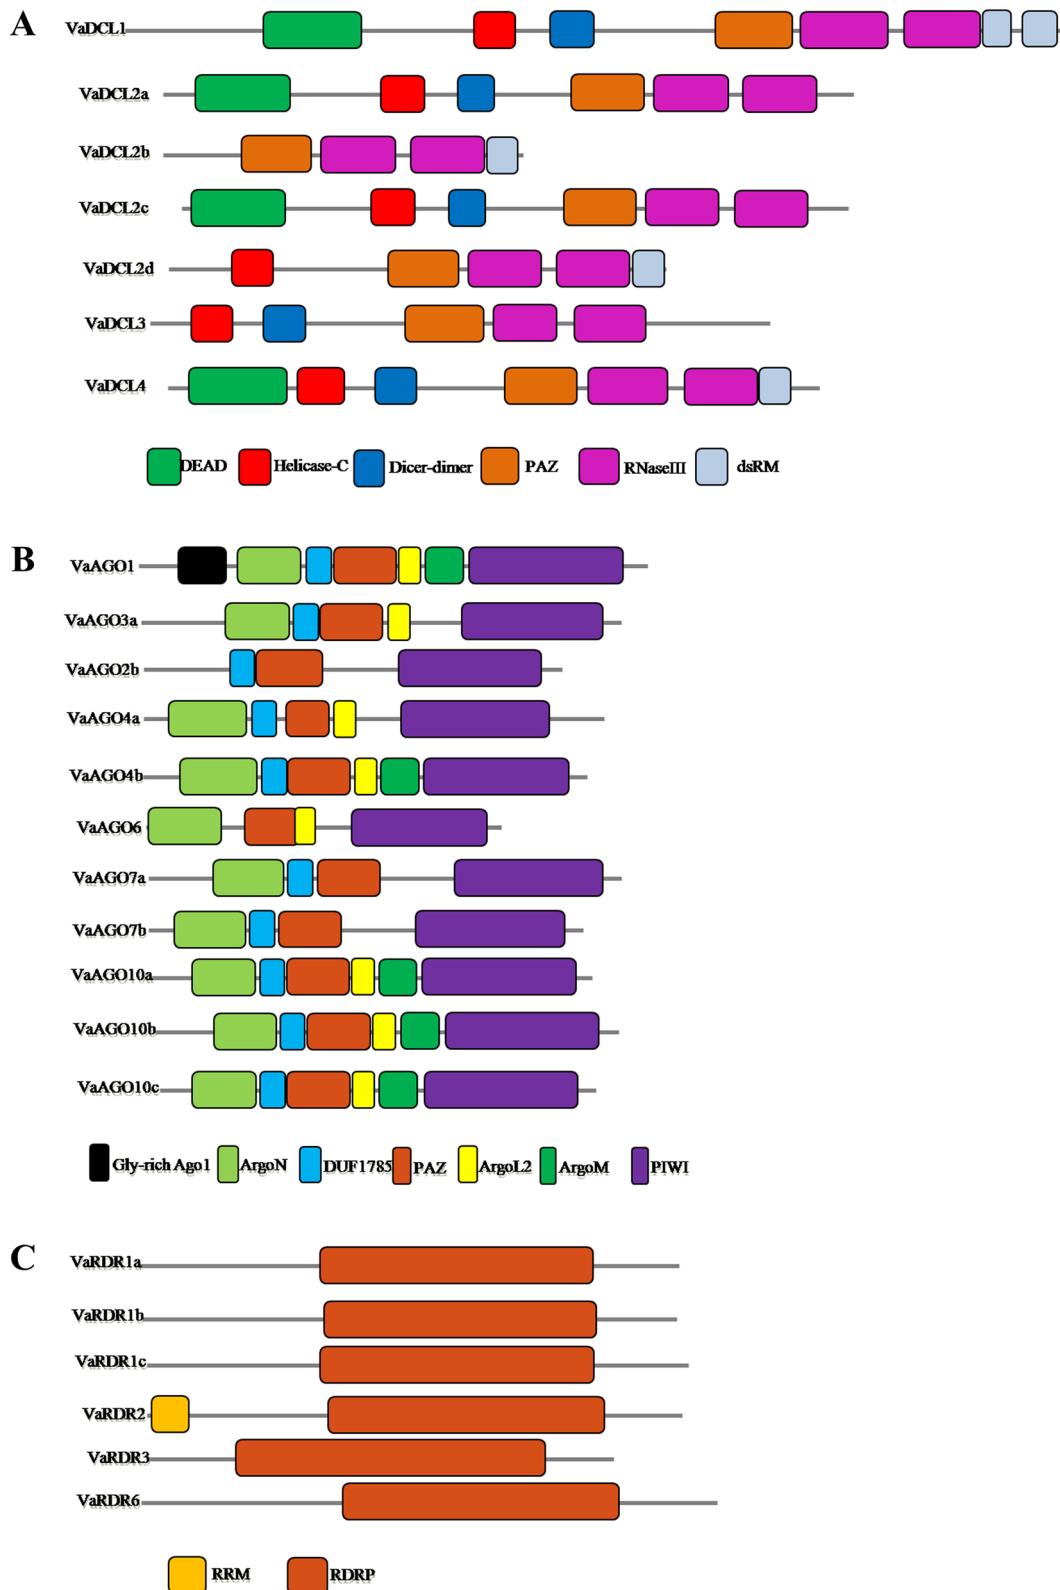 A
VaDCL1
VaDCL2a
VaDCL2b
VaDCL2c
VaDCL2d
VaDCL3
VaDCL4
DEAD Helicase-C Dicer-dimer PAZ RNaseIII dsRM
B
VaAGO1
VaAGO3a
VaAGO2b
VaAGO4a
VaAGO4b
VaAGO6
VaAGO7a
VaAGO7b
VaAGO10a
VaAGO10b
VaAGO10c
Gly-rich Ago1 ArgoN DUF1785 PAZ ArgoL2 ArgoM PIWI
C
VaRDR1a
VaRDR1b
VaRDR1c
VaRDR2
VaRDR3
VaRDR6
RRM RDRP